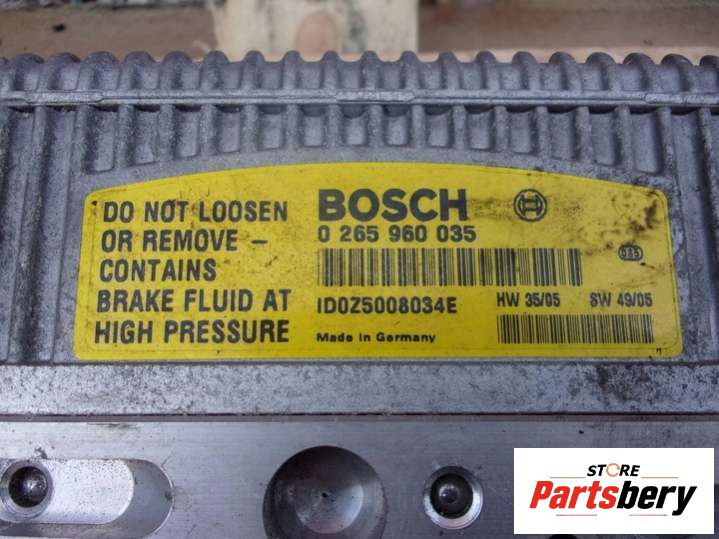 DO NOT LOOSEN
OR REMOVE –
CONTAINS
BRAKE FLUID AT
HIGH PRESSURE
BOSCH
0 265 960 035
ID0Z5008034E
HW 35/05 SW 49/05
Made in Germany
STORE
Partsbery